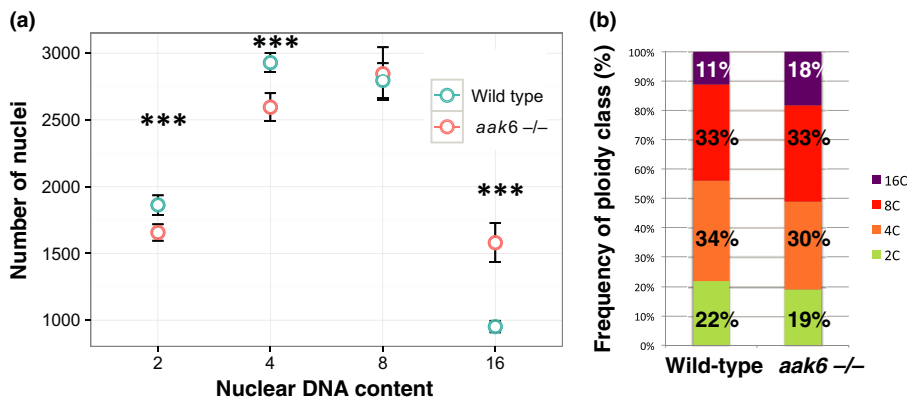 (a)
Number of nuclei
3000
2500
2000
1500
1000
***
***
***
Wild type
aak6 –/–
2
4
8
16
Nuclear DNA content
(b)
Frequency of ploidy class (%)
100%
90%
80%
70%
60%
50%
40%
30%
20%
10%
0%
11%
18%
33%
33%
34%
30%
22%
19%
Wild-type
aak6 –/–
16C
8C
4C
2C